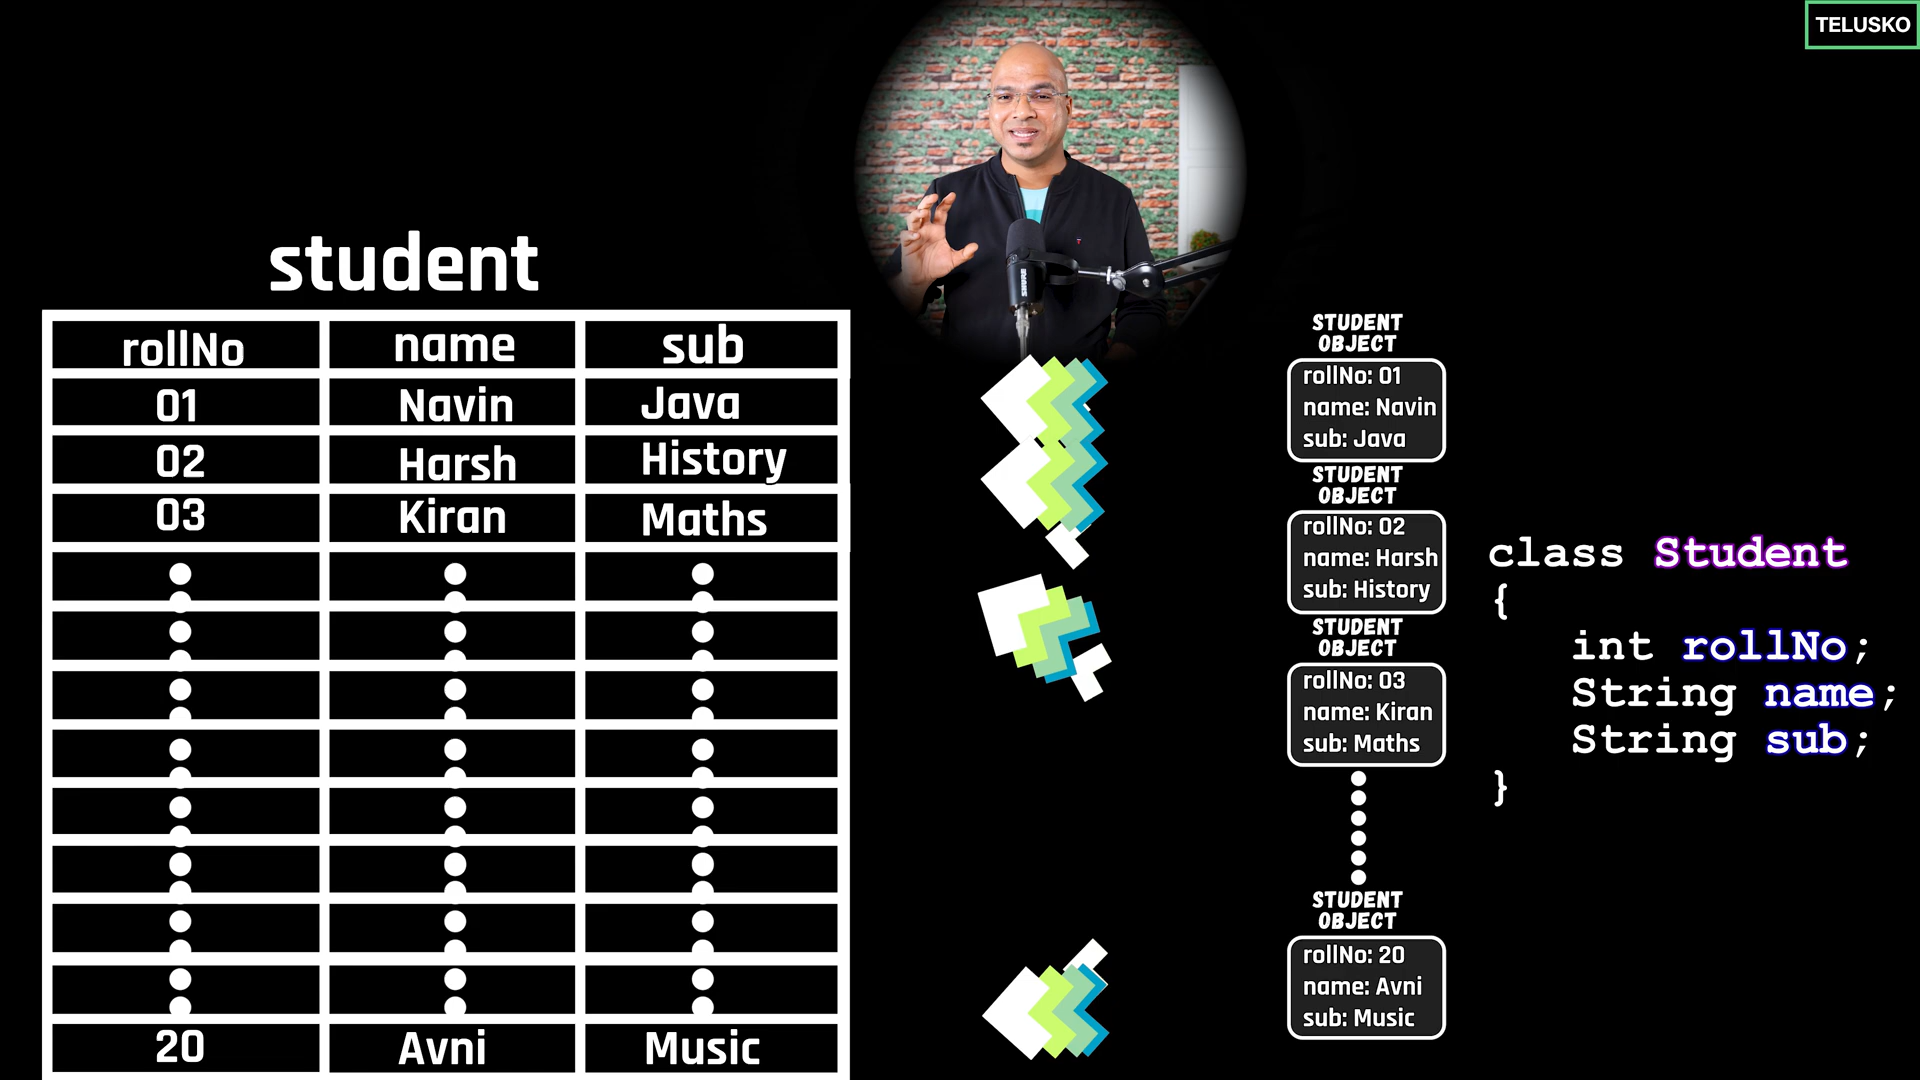 TELUSKO
student
rollNo name sub
01 Navin Java
02 Harsh History
03 Kiran Maths
20 Avni Music
STUDENT
OBJECT
rollNo: 01
name: Navin
sub: Java
STUDENT
OBJECT
rollNo: 02
name: Harsh
sub: History
STUDENT
OBJECT
rollNo: 03
name: Kiran
sub: Maths
STUDENT
OBJECT
rollNo: 20
name: Avni
sub: Music
class Student
{
int rollNo;
String name;
String sub;
}
SHURE